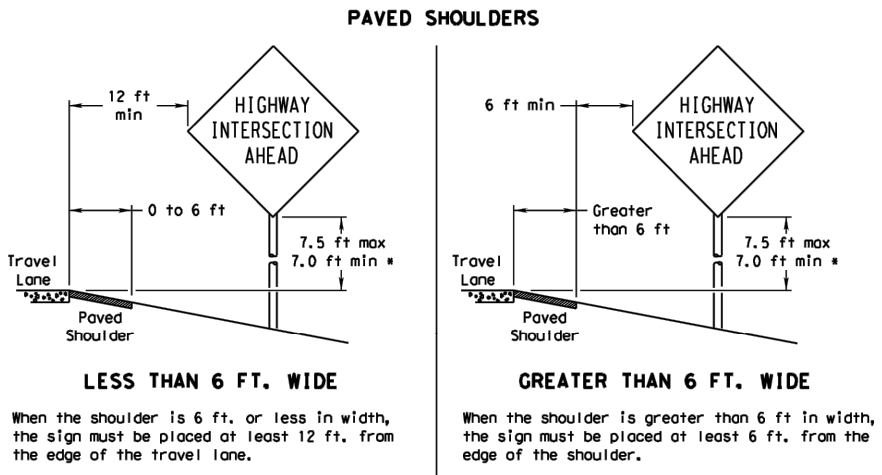 PAVED SHOULDERS
12 ft
min
HIGHWAY
INTERSECTION
AHEAD
0 to 6 ft
7.5 ft max
7.0 ft min *
Travel
Lane
Paved
Shoulder
LESS THAN 6 FT. WIDE
When the shoulder is 6 ft. or less in width,
the sign must be placed at least 12 ft. from
the edge of the travel lane.
6 ft min
HIGHWAY
INTERSECTION
AHEAD
Greater
than 6 ft
7.5 ft max
7.0 ft min *
Travel
Lane
Paved
Shoulder
GREATER THAN 6 FT. WIDE
When the shoulder is greater than 6 ft in width,
the sign must be placed at least 6 ft. from the
edge of the shoulder.